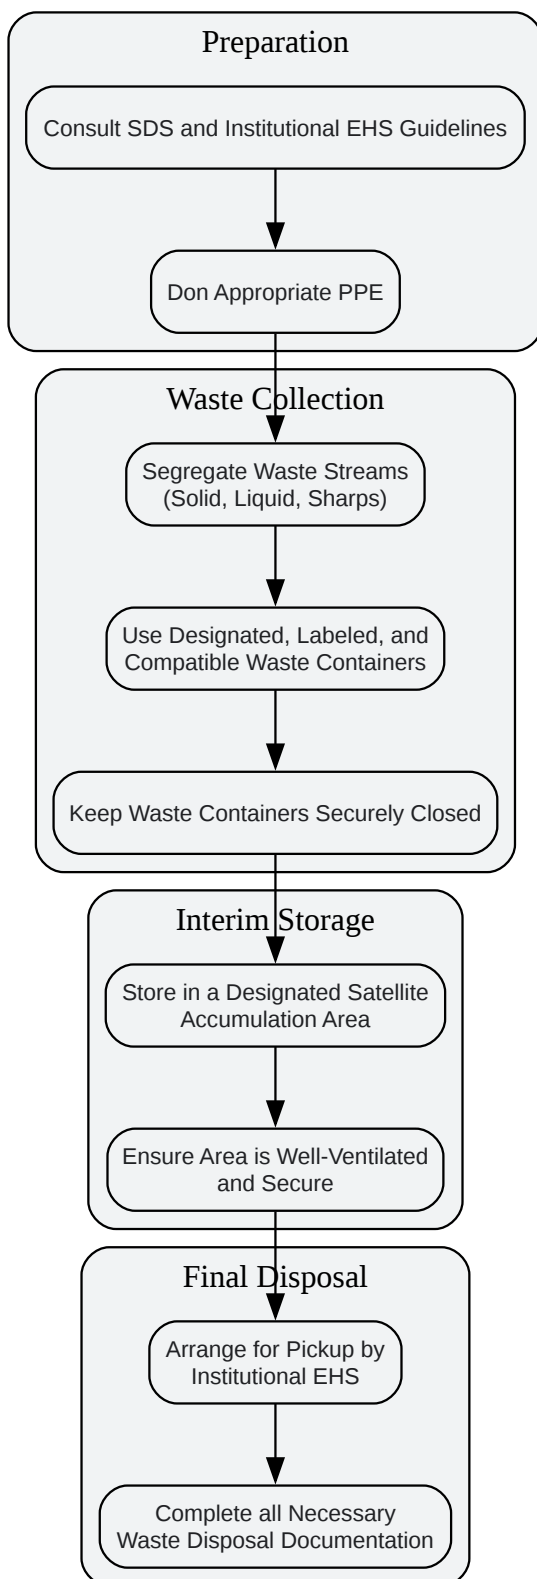 Preparation
Consult SDS and Institutional EHS Guidelines
Don Appropriate PPE
Waste Collection
Segregate Waste Streams
(Solid, Liquid, Sharps)
Use Designated, Labeled, and
Compatible Waste Containers
Keep Waste Containers Securely Closed
Interim Storage
Store in a Designated Satellite
Accumulation Area
Ensure Area is Well-Ventilated
and Secure
Final Disposal
Arrange for Pickup by
Institutional EHS
Complete all Necessary
Waste Disposal Documentation